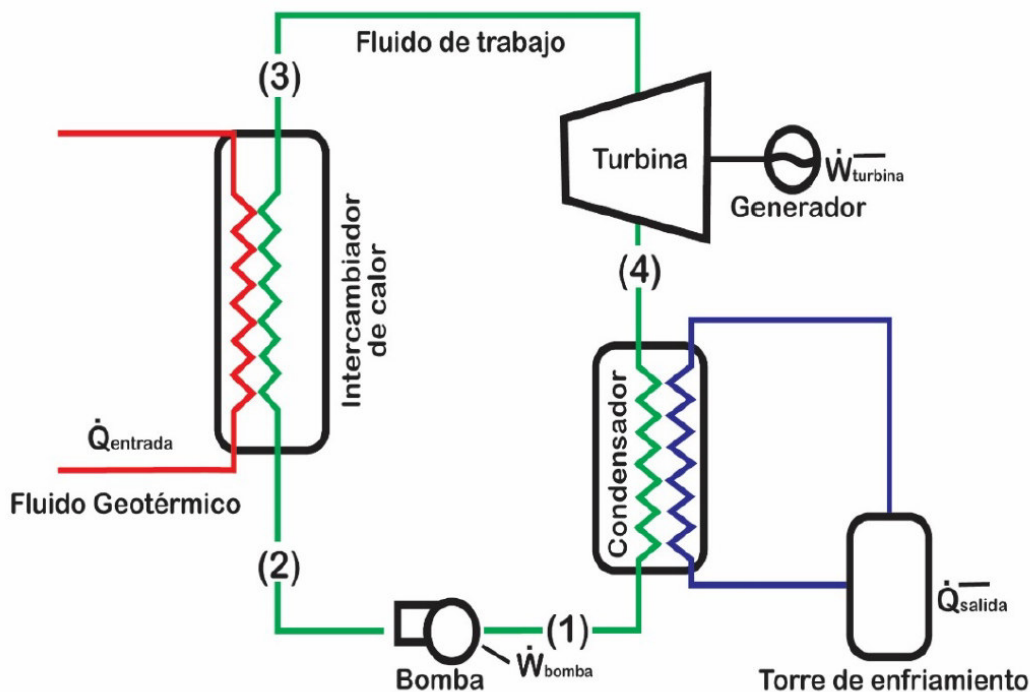 Fluido de trabajo
(3)
Turbina
Ẇturbina
Generador
Intercambiador
de calor
(4)
Q̇entrada
Fluido Geotérmico
Condensador
(2)
(1)
Ẇbomba
Bomba
Q̇salida
Torre de enfriamiento